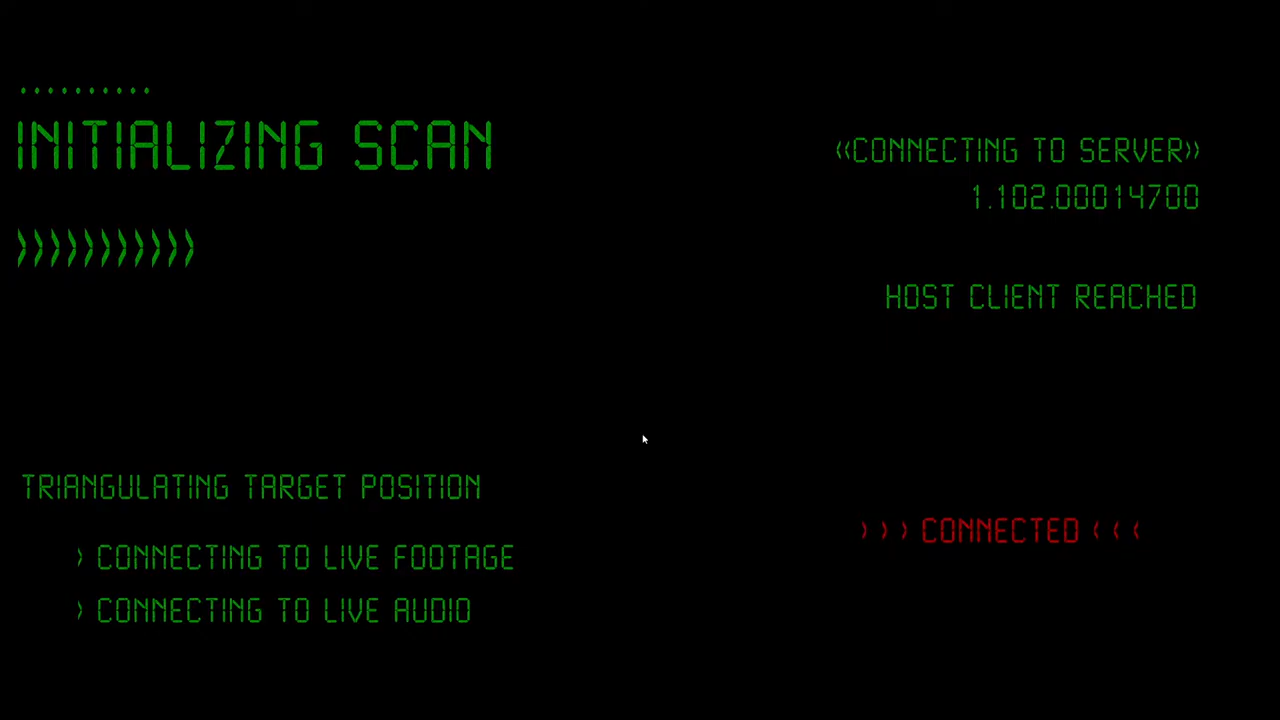 ..........
INITIALIZING SCAN
⟩⟩⟩⟩⟩⟩⟩⟩⟩⟩⟩
⟨⟨CONNECTING TO SERVER⟩⟩
1.102.00014700
HOST CLIENT REACHED
TRIANGULATING TARGET POSITION
⟩ CONNECTING TO LIVE FOOTAGE
⟩ CONNECTING TO LIVE AUDIO
⟩ ⟩ ⟩ CONNECTED ⟨ ⟨ ⟨